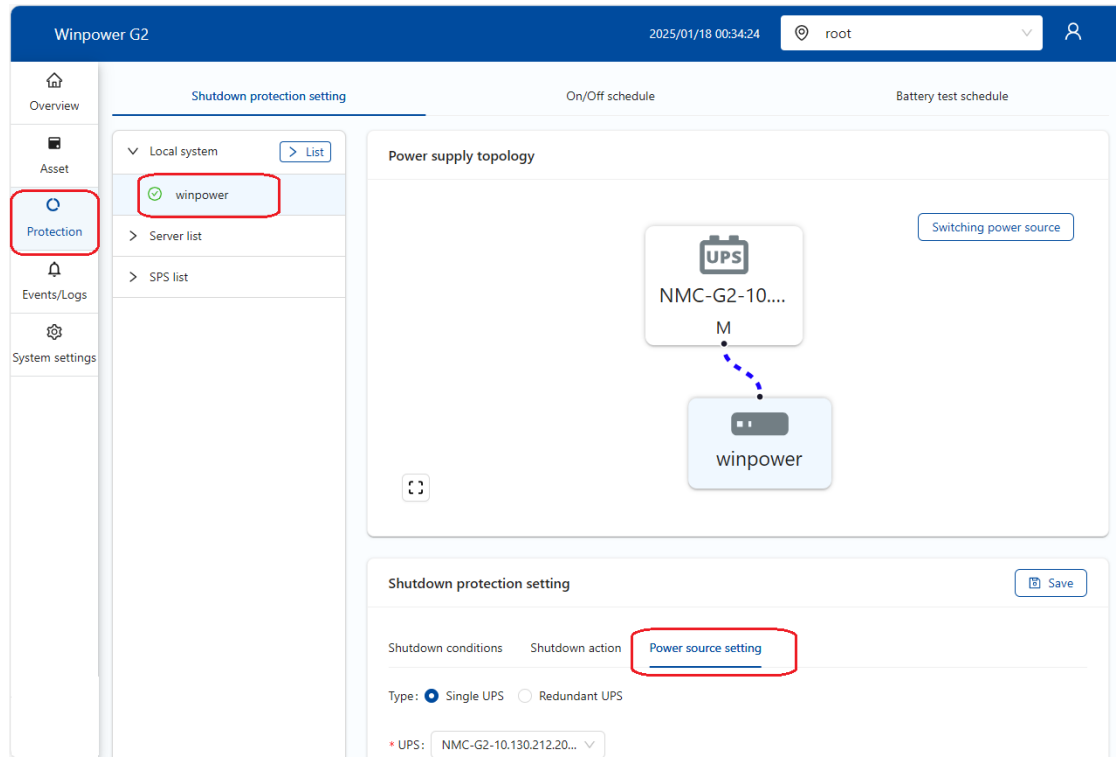 Winpower G2
2025/01/18 00:34:24
root
Overview
Asset
Protection
Events/Logs
System settings
Shutdown protection setting
On/Off schedule
Battery test schedule
Local system
List
winpower
Server list
SPS list
Power supply topology
Switching power source
UPS
NMC-G2-10....
M
winpower
Shutdown protection setting
Save
Shutdown conditions
Shutdown action
Power source setting
Type: Single UPS Redundant UPS
* UPS: NMC-G2-10.130.212.20...